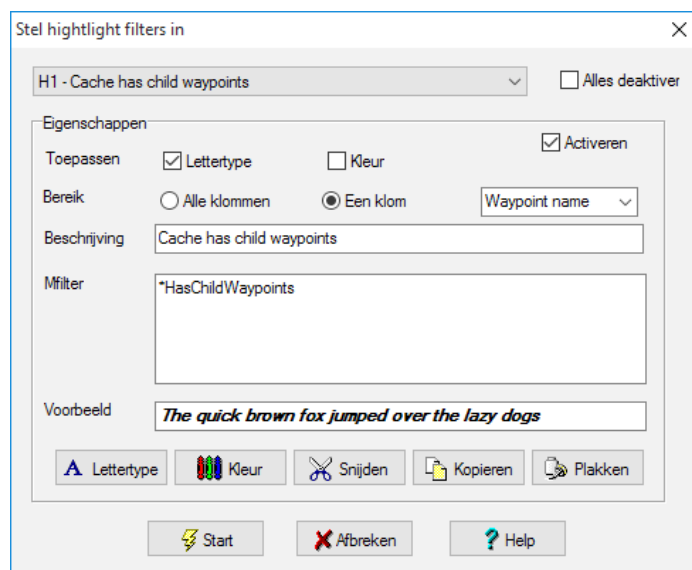 Stel hightlight filters in
H1 - Cache has child waypoints
Alles deaktiver
Eigenschappen
Activeren
Toepassen Lettertype Kleur
Bereik Alle klommen Een klom Waypoint name
Beschrijving Cache has child waypoints
Mfilter *HasChildWaypoints
Voorbeeld The quick brown fox jumped over the lazy dogs
A Lettertype Kleur Snijden Kopieren Plakken
Start Afbreken ? Help